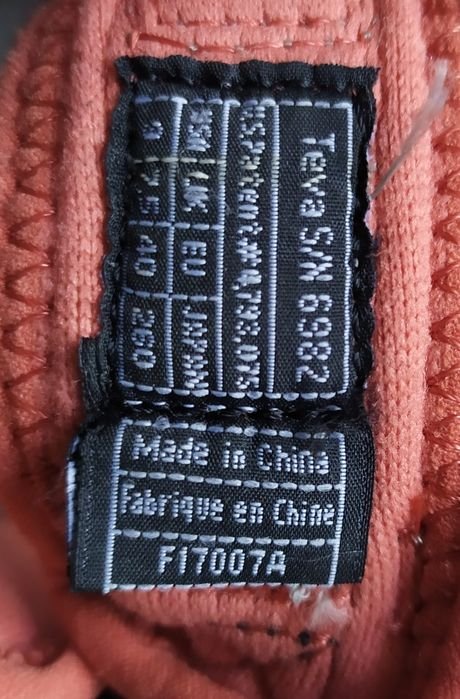 Teva S/N 6982
US Patent.# 4,793,075
USA UK EU JAPAN
9 7.5 40 260
Made in China
Fabrique en Chine
F17007A